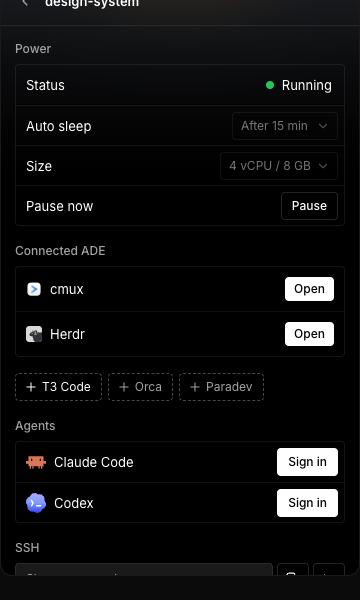 design-system
Power
Status
Running
Auto sleep
After 15 min
Size
4 vCPU / 8 GB
Pause now
Pause
Connected ADE
cmux
Open
Herdr
Open
+ T3 Code
+ Orca
+ Paradev
Agents
Claude Code
Sign in
Codex
Sign in
SSH